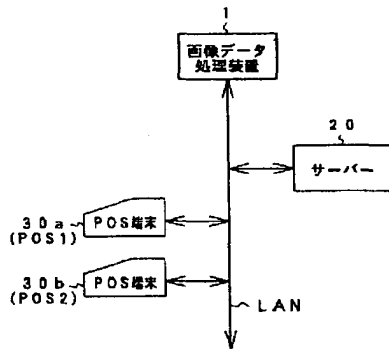 1
画像データ
処理装置
20
サーバー
30a
(POS1)
POS端末
30b
(POS2)
POS端末
LAN